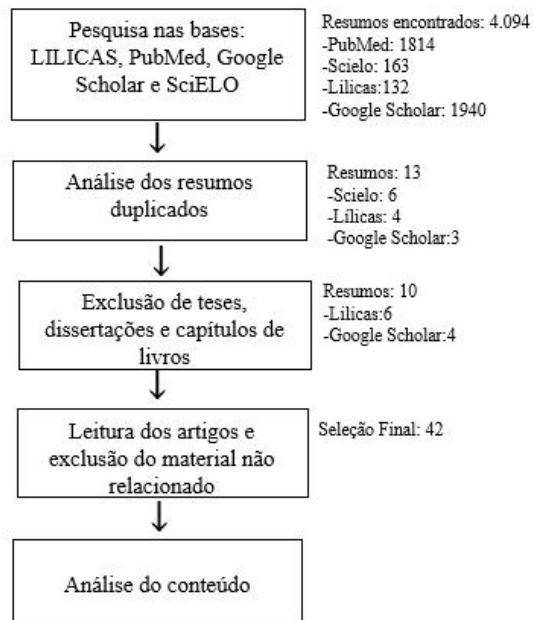 Pesquisa nas bases:
LILICAS, PubMed, Google
Scholar e SciELO
Resumos encontrados: 4.094
-PubMed: 1814
-Scielo: 163
-Lilicas:132
-Google Scholar: 1940
Análise dos resumos
duplicados
Resumos: 13
-Scielo: 6
-Lílicas: 4
-Google Scholar:3
Exclusão de teses,
dissertações e capítulos de
livros
Resumos: 10
-Lilicas:6
-Google Scholar:4
Leitura dos artigos e
exclusão do material não
relacionado
Seleção Final: 42
Análise do conteúdo